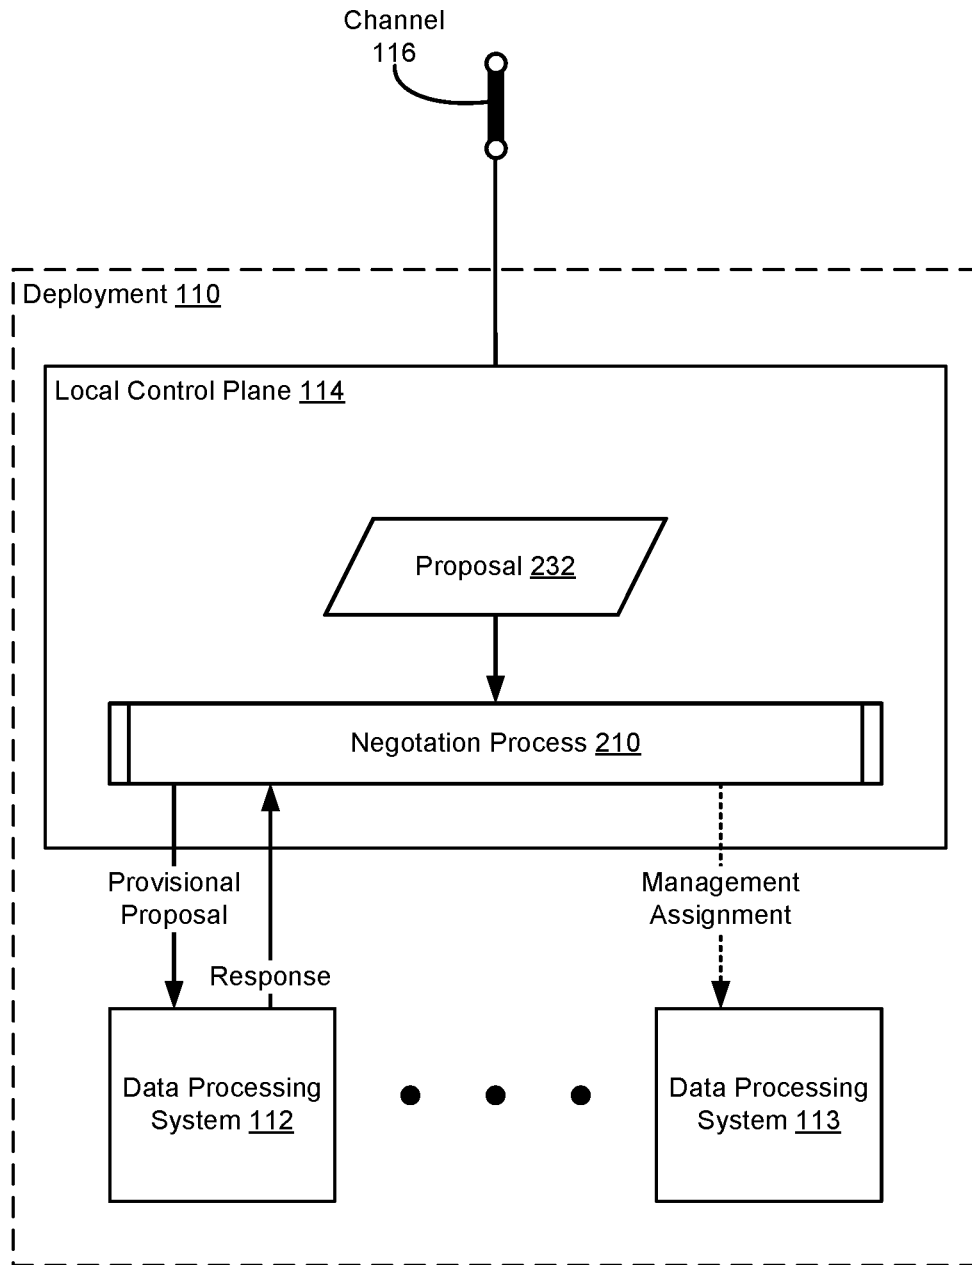 Channel
116
Deployment 110
Local Control Plane 114
Proposal 232
Negotation Process 210
Provisional
Proposal
Management
Assignment
Response
Data Processing
System 112
Data Processing
System 113